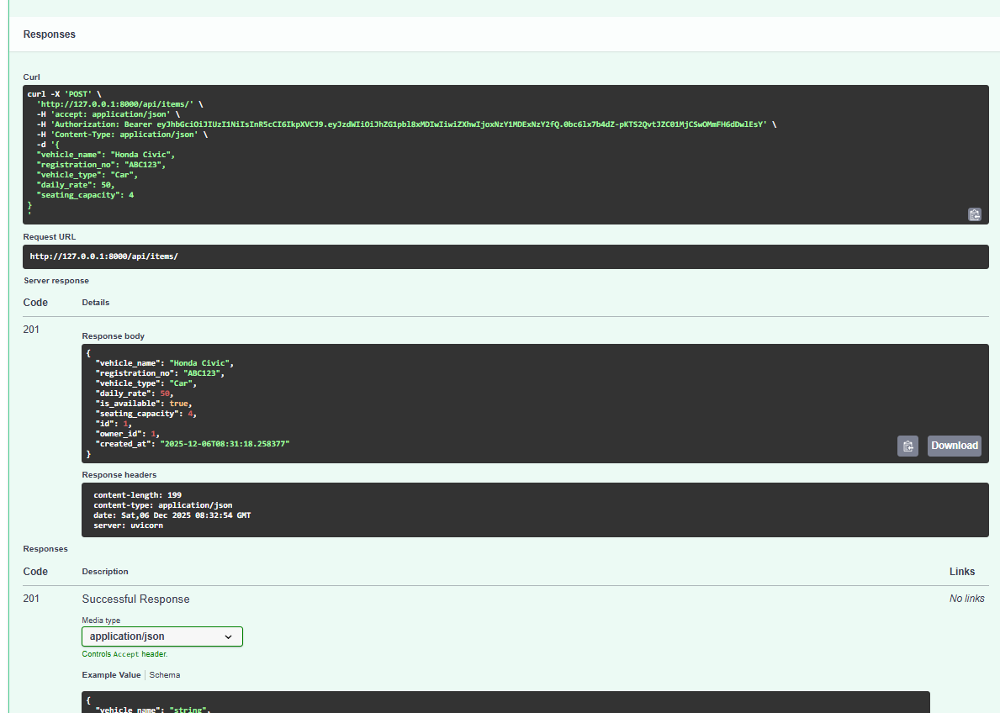 Responses
Curl
curl -X 'POST' \
  'http://127.0.0.1:8000/api/items/' \
  -H 'accept: application/json' \
  -H 'Authorization: Bearer eyJhbGciOiJIUzI1NiIsInR5cCI6IkpXVCJ9.eyJzdWIiOiJhZG1pbl8xMDIwIiwiZXhwIjoxNzY1MDExNzY2fQ.0bc6lx7b4dZ-pKTS2QvtJZC01MjCSwOMmFH6dDwlEsY' \
  -H 'Content-Type: application/json' \
  -d '{
  "vehicle_name": "Honda Civic",
  "registration_no": "ABC123",
  "vehicle_type": "Car",
  "daily_rate": 50,
  "seating_capacity": 4
}
'
Request URL
http://127.0.0.1:8000/api/items/
Server response
Code Details
201
Response body
{
  "vehicle_name": "Honda Civic",
  "registration_no": "ABC123",
  "vehicle_type": "Car",
  "daily_rate": 50,
  "is_available": true,
  "seating_capacity": 4,
  "id": 1,
  "owner_id": 1,
  "created_at": "2025-12-06T08:31:18.258377"
}
Download
Response headers
content-length: 199
content-type: application/json
date: Sat,06 Dec 2025 08:32:54 GMT
server: uvicorn
Responses
Code Description Links
201 Successful Response No links
Media type
application/json
Controls Accept header.
Example Value Schema
{
  "vehicle_name": "string",